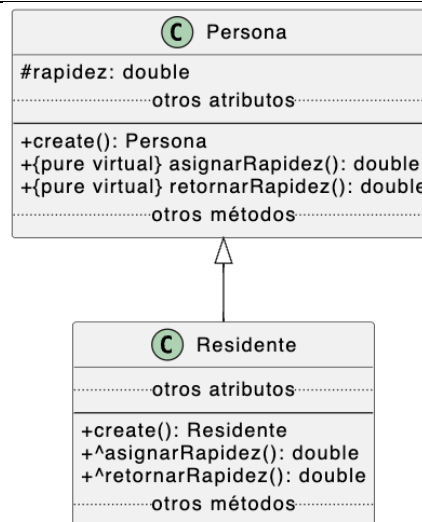 C Persona
#rapidez: double
otros atributos
+create(): Persona
+{pure virtual} asignarRapidez(): double
+{pure virtual} retornarRapidez(): double
otros métodos
C Residente
otros atributos
+create(): Residente
+^asignarRapidez(): double
+^retornarRapidez(): double
otros métodos